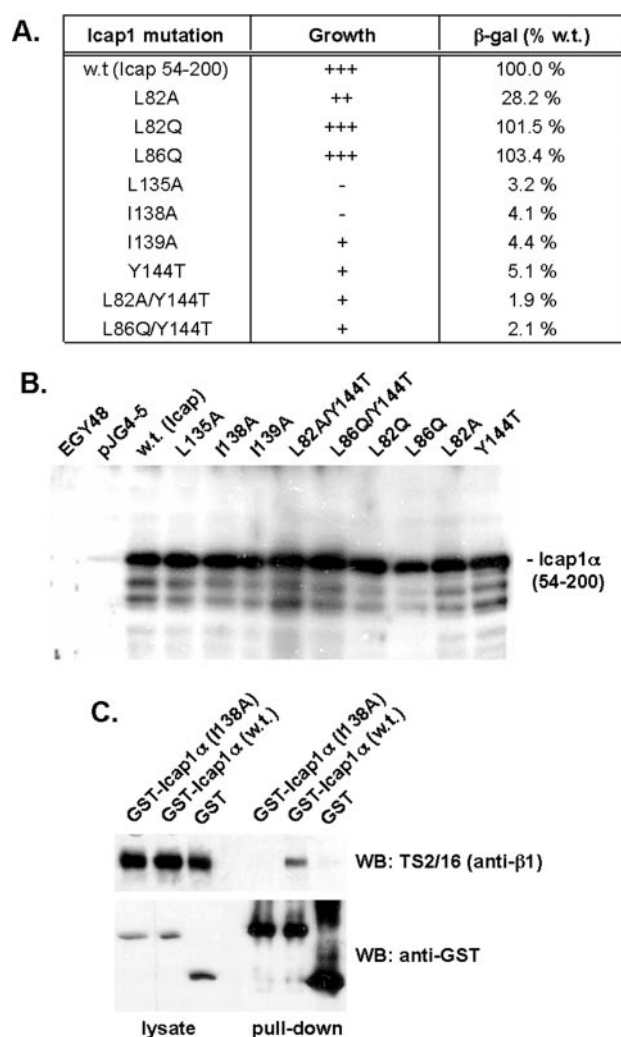 A.
Icap1 mutation Growth β-gal (% w.t.)
w.t (Icap 54-200) +++ 100.0 %
L82A ++ 28.2 %
L82Q +++ 101.5 %
L86Q +++ 103.4 %
L135A - 3.2 %
I138A - 4.1 %
I139A + 4.4 %
Y144T + 5.1 %
L82A/Y144T + 1.9 %
L86Q/Y144T + 2.1 %
B.
EGY48 pJG4-5 w.t. (Icap) L135A I138A I139A L82A/Y144T L86Q/Y144T L82Q L86Q L82A Y144T
- Icap1α
(54-200)
C.
GST-Icap1α (I138A) GST-Icap1α (w.t.) GST GST-Icap1α (I138A) GST-Icap1α (w.t.) GST
WB: TS2/16 (anti-β1)
WB: anti-GST
lysate pull-down